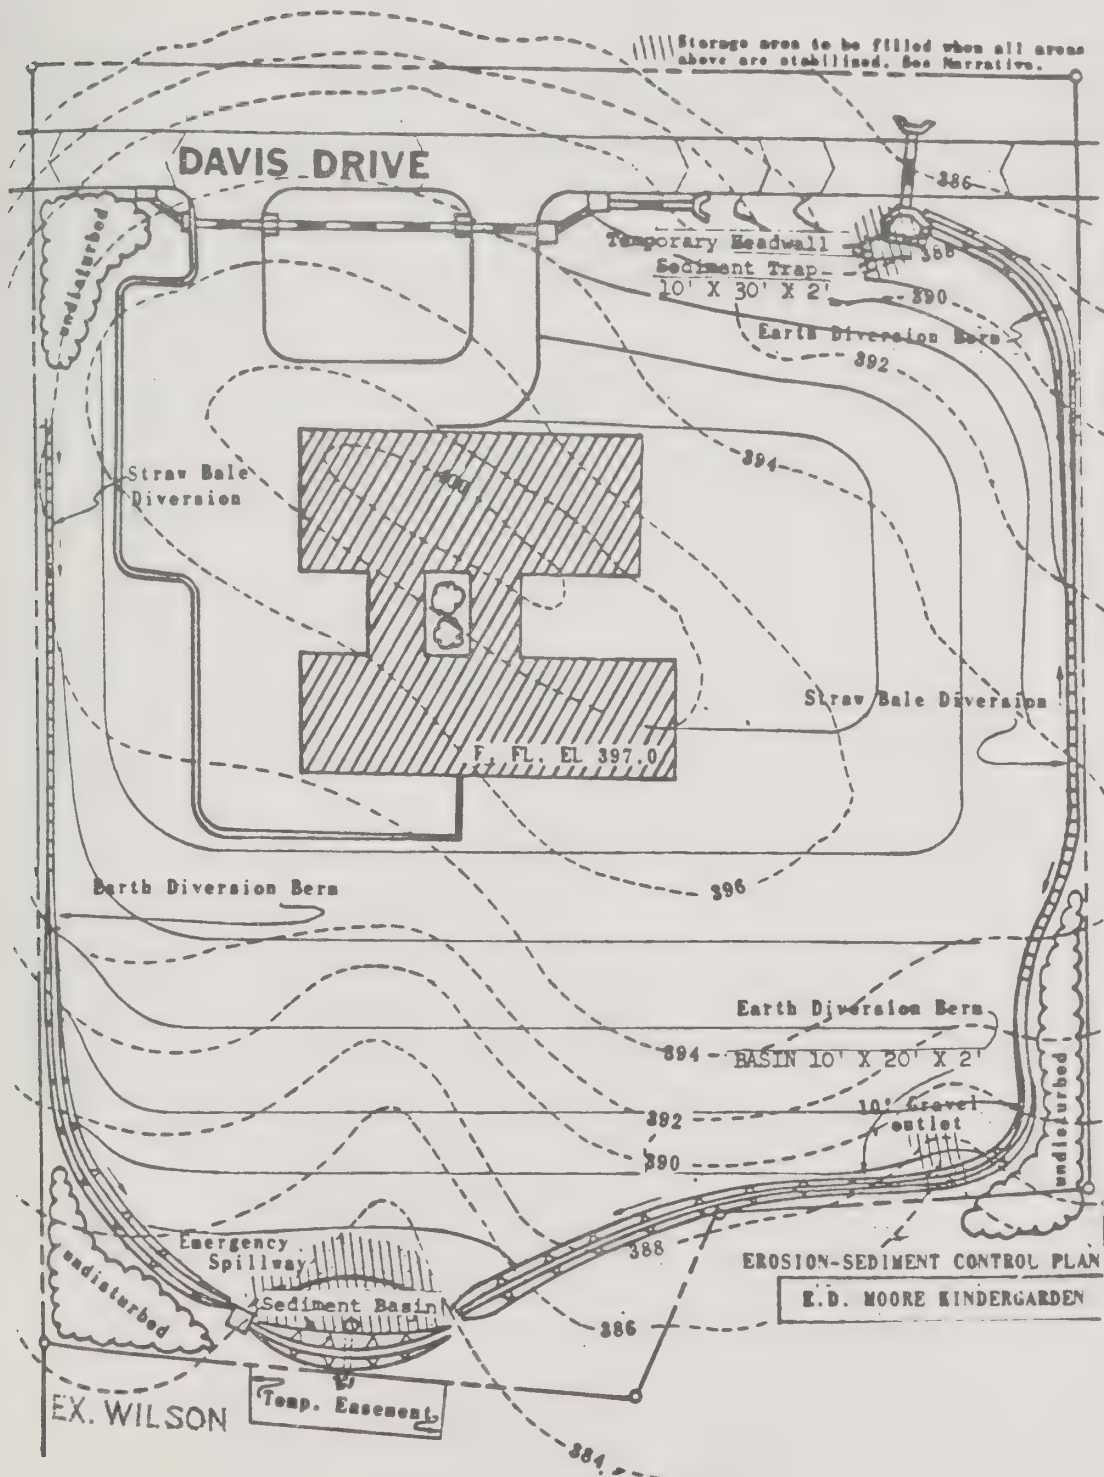 Storage area to be filled when all areas
above are stabilized. See Narrative.
DAVIS DRIVE
386
undisturbed
Temporary Headwall
388
Sediment Trap
10' X 30' X 2'
390
Earth Diversion Berm
392
394
Straw Bale
Diversion
400
Straw Bale Diversion
F. FL. EL 397.0
396
Earth Diversion Berm
Earth Diversion Berm
394
BASIN 10' X 20' X 2'
10' Gravel
outlet
392
undisturbed
390
388
Emergency
Spillway
undisturbed
EROSION-SEDIMENT CONTROL PLAN
E.D. MOORE KINDERGARDEN
Sediment Basin
386
Temp. Easement
EX. WILSON
384